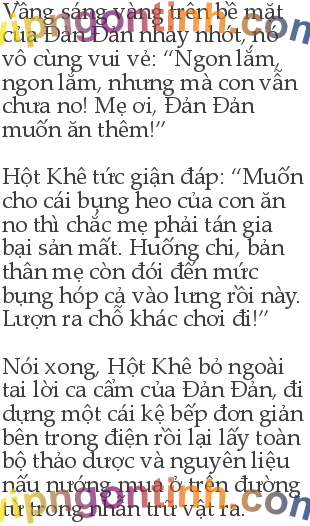 Vầng sáng vàng trên bề mặt
của Đản Đản nhảy nhót, nó
vô cùng vui vẻ: “Ngon lắm,
ngon lắm, nhưng mà con vẫn
chưa no! Mẹ ơi, Đản Đản
muốn ăn thêm!”
Hột Khê tức giận đáp: “Muốn
cho cái bụng heo của con ăn
no thì chắc mẹ phải tán gia
bại sản mất. Huống chi, bản
thân mẹ còn đói đến mức
bụng hóp cả vào lưng rồi này.
Lượn ra chỗ khác chơi đi!”
Nói xong, Hột Khê bỏ ngoài
tai lời ca cẩm của Đản Đản, đi
dựng một cái kệ bếp đơn giản
bên trong điện rồi lại lấy toàn
bộ thảo dược và nguyên liệu
nấu nướng mua ở trên đường
từ trong nhẫn trữ vật ra.